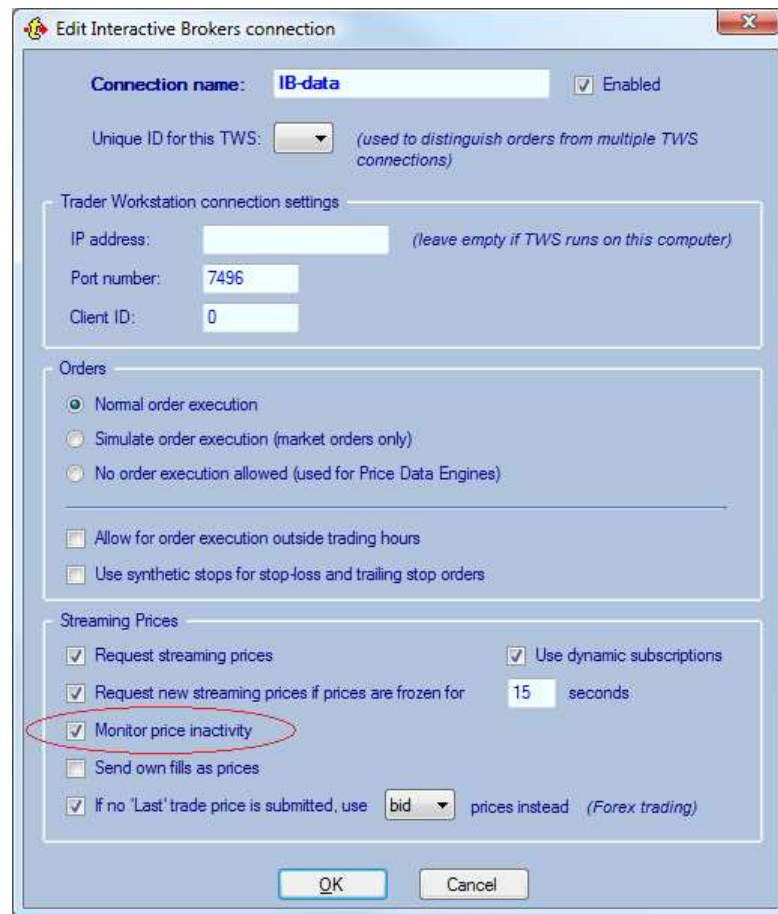 Edit Interactive Brokers connection
Connection name: IB-data Enabled
Unique ID for this TWS: (used to distinguish orders from multiple TWS
connections)
Trader Workstation connection settings
IP address: (leave empty if TWS runs on this computer)
Port number: 7496
Client ID: 0
Orders
Normal order execution
Simulate order execution (market orders only)
No order execution allowed (used for Price Data Engines)
Allow for order execution outside trading hours
Use synthetic stops for stop-loss and trailing stop orders
Streaming Prices
Request streaming prices Use dynamic subscriptions
Request new streaming prices if prices are frozen for 15 seconds
Monitor price inactivity
Send own fills as prices
If no 'Last' trade price is submitted, use bid prices instead (Forex trading)
OK Cancel